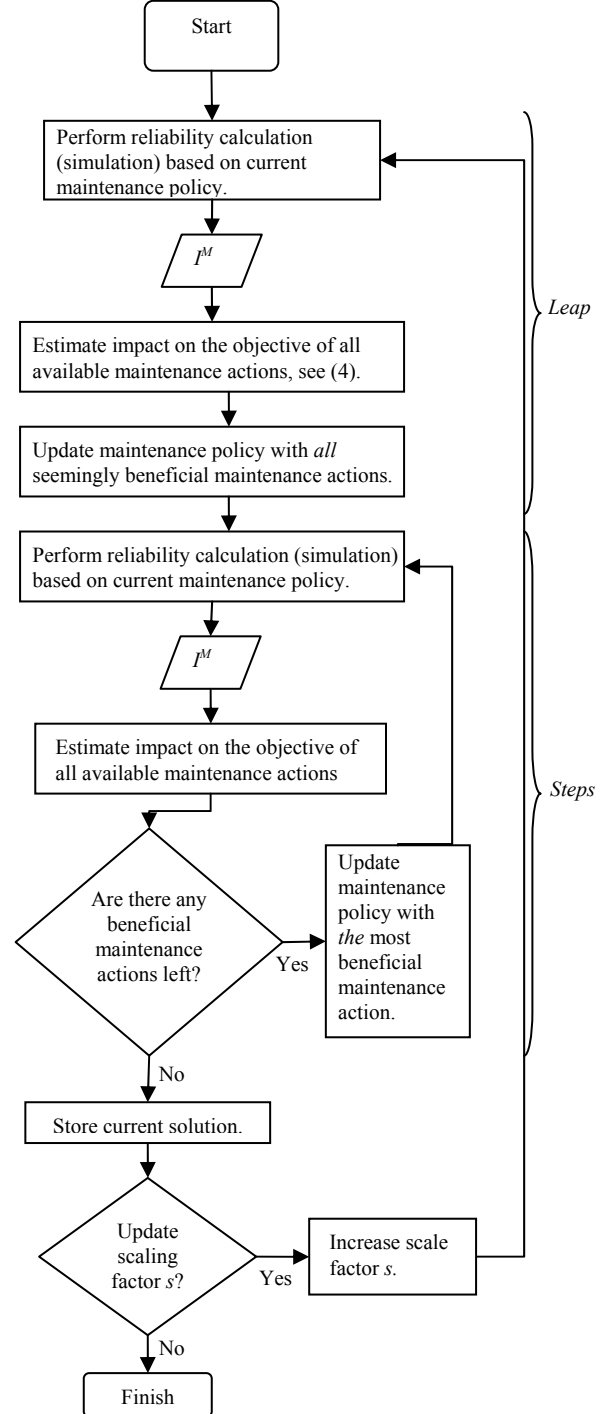 Start
Perform reliability calculation
(simulation) based on current
maintenance policy.
I^M
Leap
Estimate impact on the objective of all
available maintenance actions, see (4).
Update maintenance policy with all
seemingly beneficial maintenance actions.
Perform reliability calculation (simulation)
based on current maintenance policy.
I^M
Estimate impact on the objective of
all available maintenance actions
Steps
Are there any
beneficial
maintenance
actions left?
Yes
Update
maintenance
policy with
the most
beneficial
maintenance
action.
No
Store current solution.
Update
scaling
factor s?
Yes
Increase scale
factor s.
No
Finish